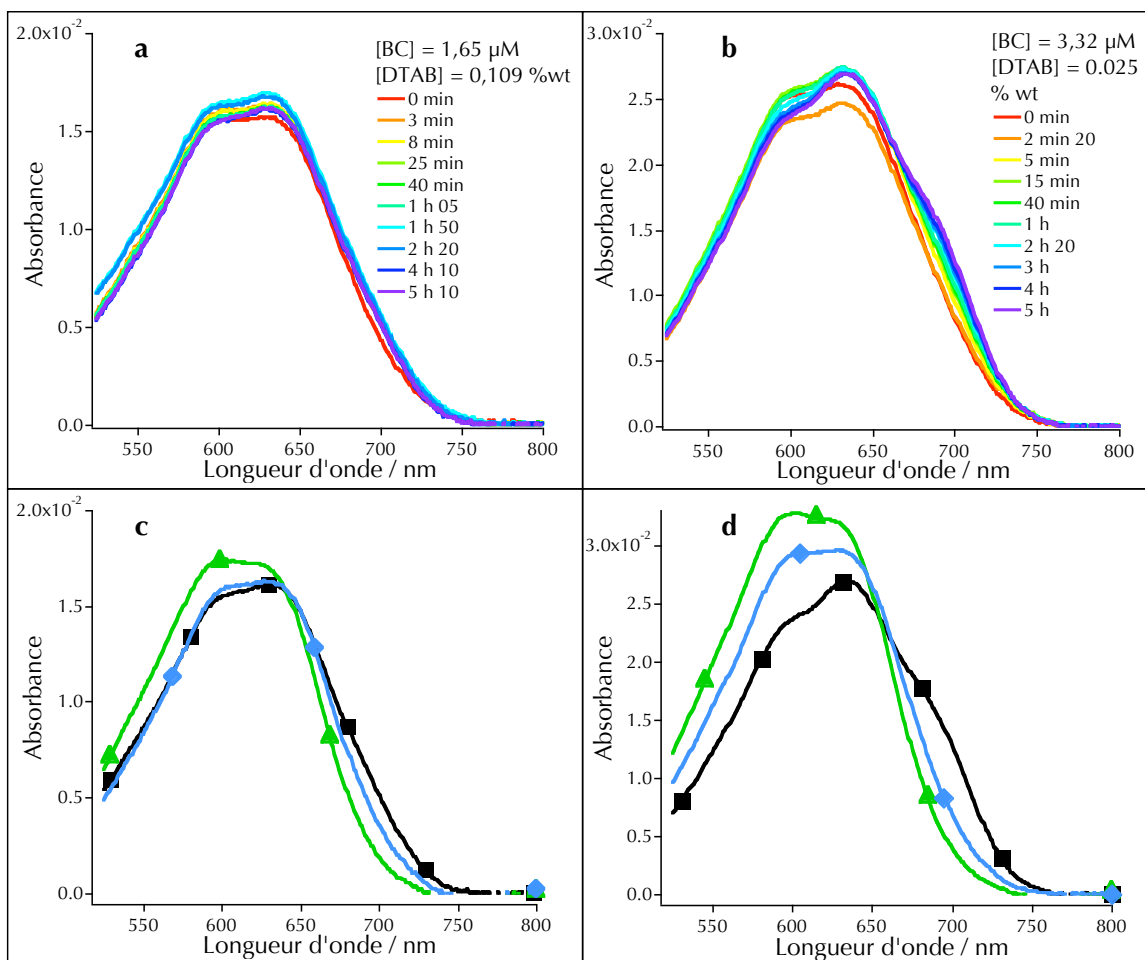 a
[BC] = 1,65 µM
[DTAB] = 0,109 %wt
0 min
3 min
8 min
25 min
40 min
1 h 05
1 h 50
2 h 20
4 h 10
5 h 10
2.0x10⁻²
1.5
1.0
0.5
0.0
Absorbance
550 600 650 700 750 800
Longueur d'onde / nm
b
[BC] = 3,32 µM
[DTAB] = 0.025
% wt
0 min
2 min 20
5 min
15 min
40 min
1 h
2 h 20
3 h
4 h
5 h
3.0x10⁻²
2.5
2.0
1.5
1.0
0.5
0.0
Absorbance
550 600 650 700 750 800
Longueur d'onde / nm
c
2.0x10⁻²
1.5
1.0
0.5
0.0
Absorbance
550 600 650 700 750 800
Longueur d'onde / nm
d
3.0x10⁻²
2.5
2.0
1.5
1.0
0.5
0.0
Absorbance
550 600 650 700 750 800
Longueur d'onde / nm